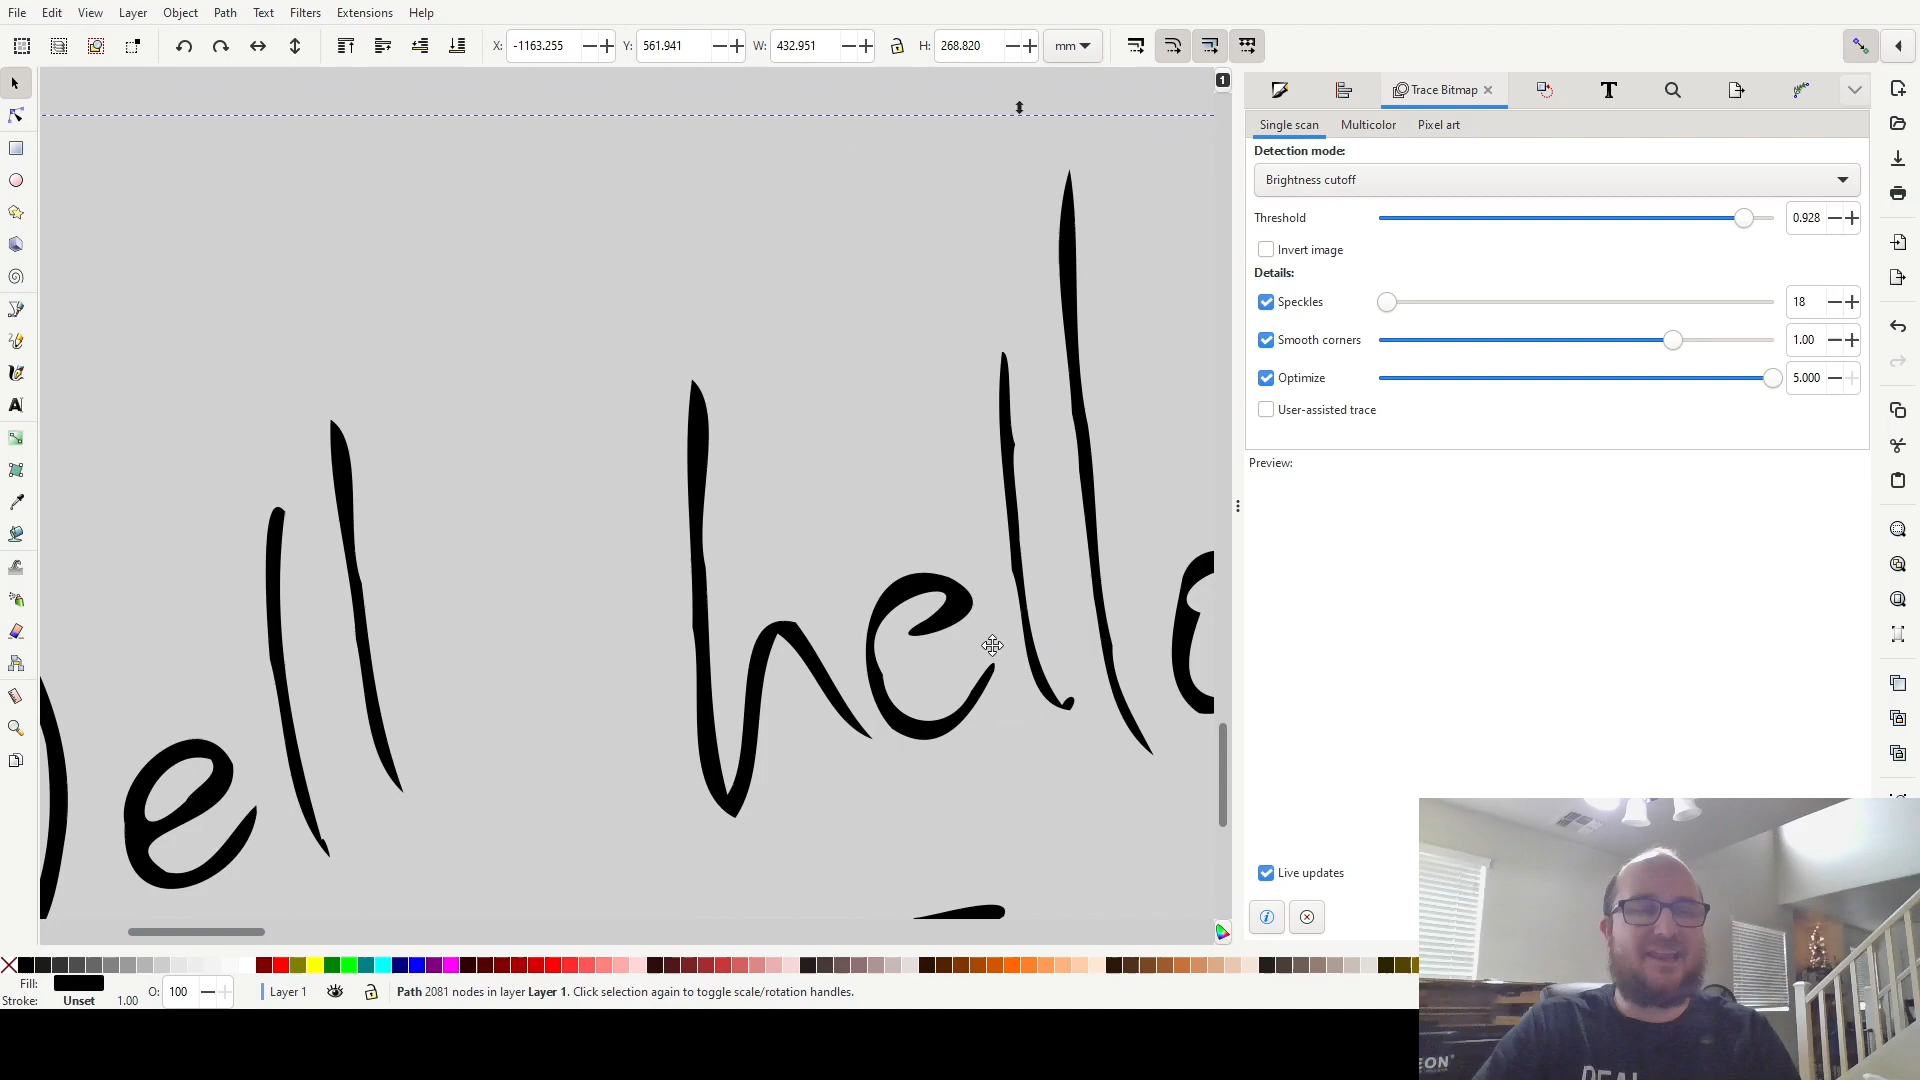 File Edit View Layer Object Path Text Filters Extensions Help
X: -1163.255 Y: 561.941 W: 432.951 H: 268.820 mm
1
Trace Bitmap
Single scan Multicolor Pixel art
Detection mode:
Brightness cutoff
Threshold 0.928
Invert image
Details:
Speckles 18
Smooth corners 1.00
Optimize 5.000
User-assisted trace
Preview:
hello
ell
Live updates
Fill:
Stroke: Unset 1.00 O: 100 Layer 1 Path 2081 nodes in layer Layer 1. Click selection again to toggle scale/rotation handles.
EON